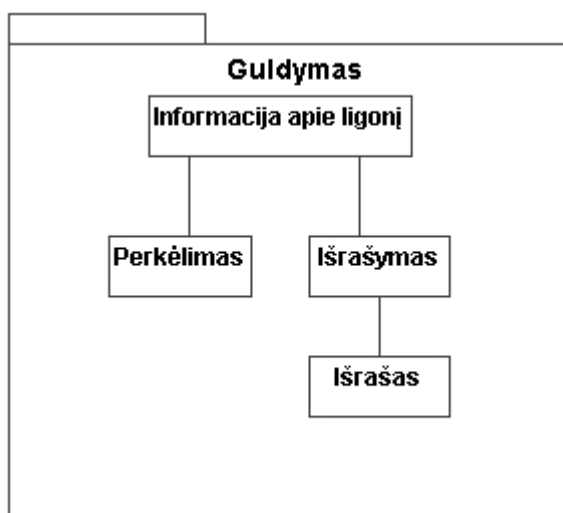 Guldymas
Informacija apie ligonį
Perkėlimas
Išrašymas
Išrašas